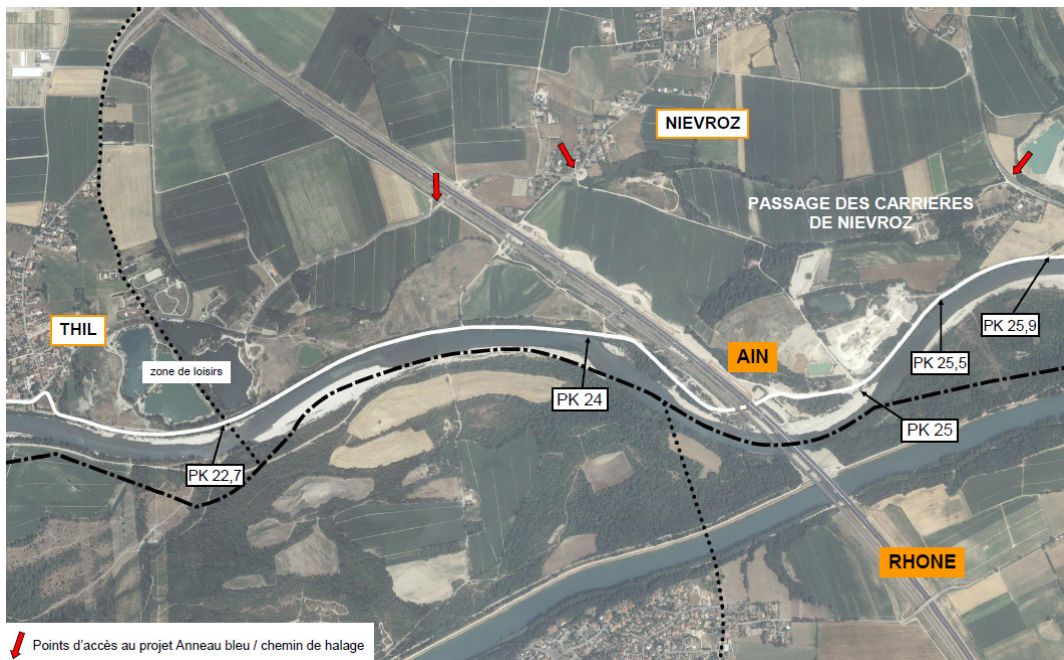 NIEVROZ
PASSAGE DES CARRIERES
DE NIEVROZ
THIL
zone de loisirs
PK 22,7
PK 24
AIN
PK 25
PK 25,5
PK 25,9
RHONE
Points d'accès au projet Anneau bleu / chemin de halage